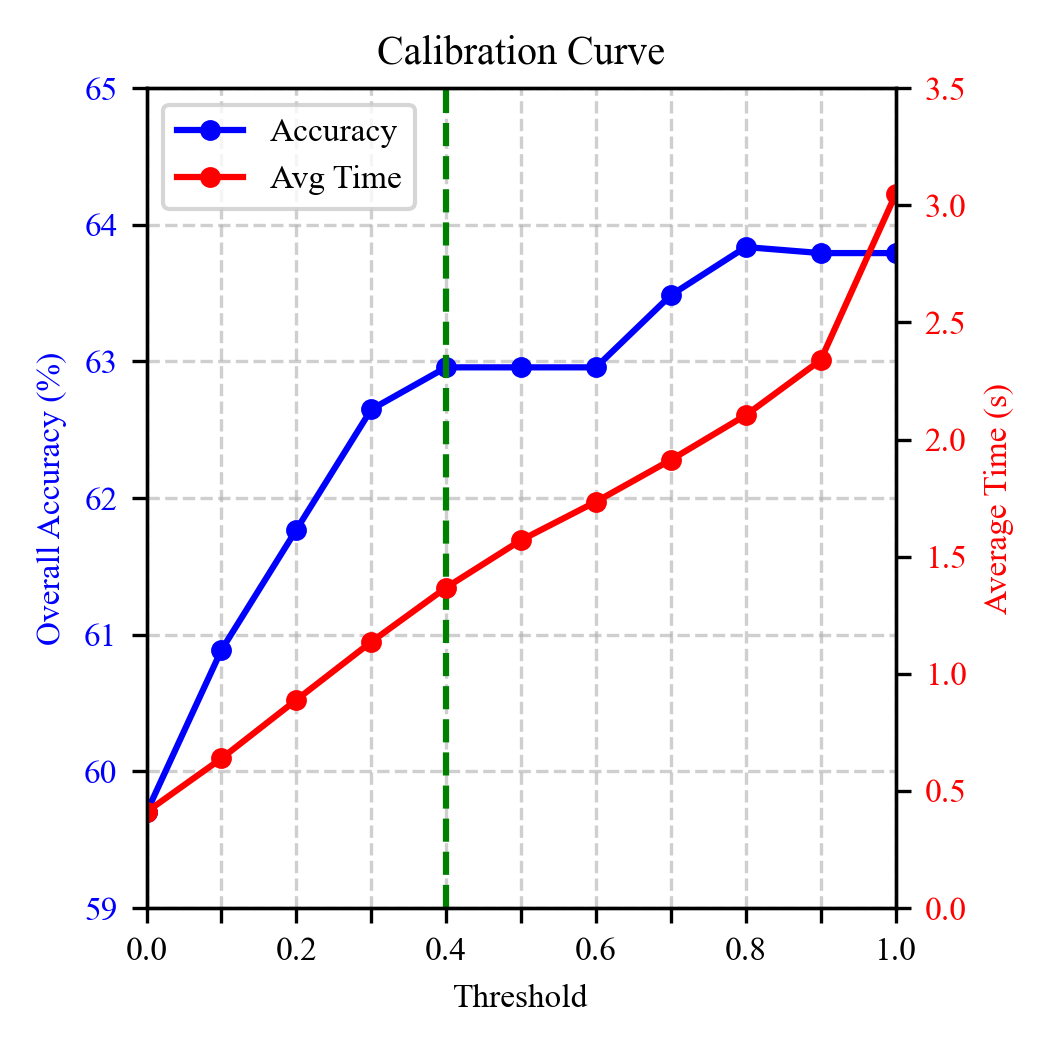 Calibration Curve
Accuracy
Avg Time
Overall Accuracy (%)
65
64
63
62
61
60
59
Average Time (s)
3.5
3.0
2.5
2.0
1.5
1.0
0.5
0.0
0.0 0.2 0.4 0.6 0.8 1.0
Threshold